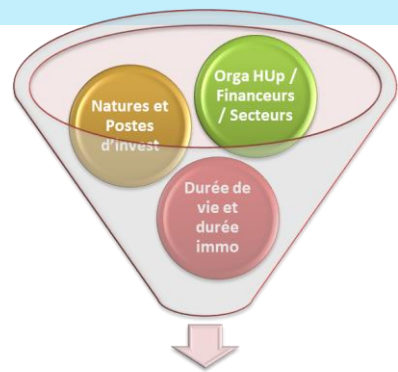 Natures et
Postes
d'invest
Orga HUp /
Financeurs
/ Secteurs
Durée de
vie et
durée
immo